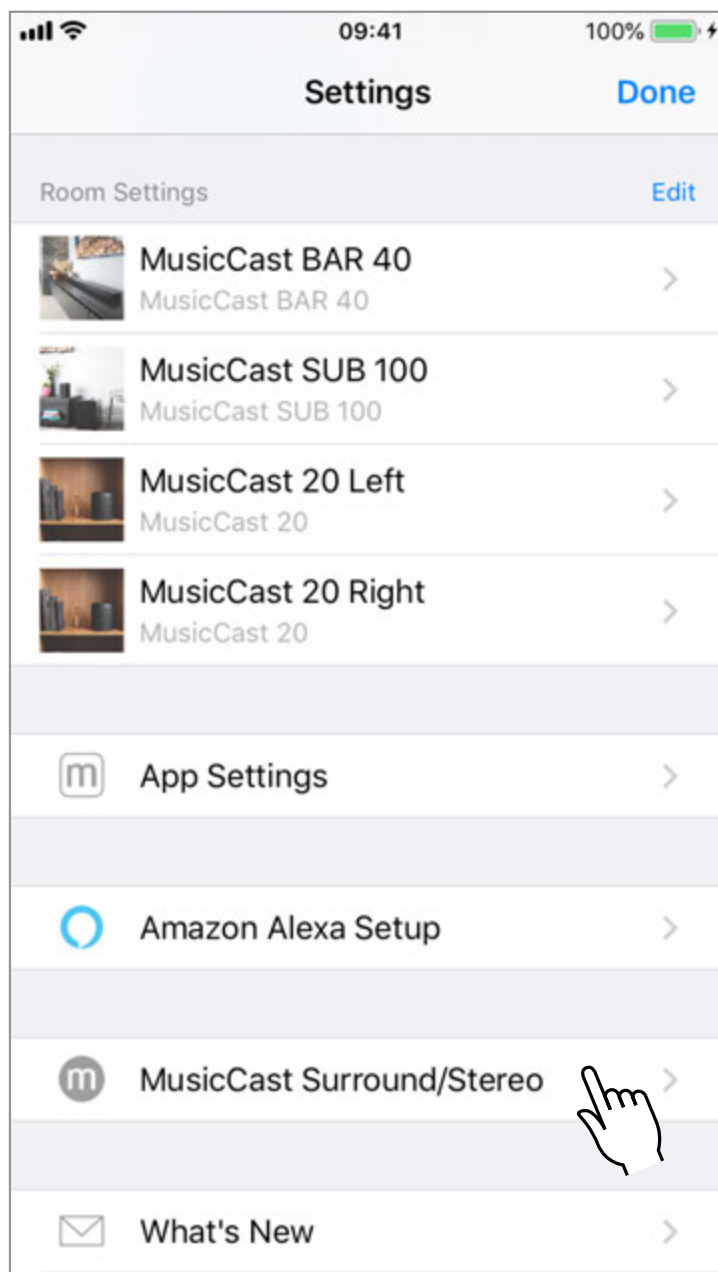 09:41
100%
Settings
Done
Room Settings
Edit
MusicCast BAR 40
MusicCast BAR 40
MusicCast SUB 100
MusicCast SUB 100
MusicCast 20 Left
MusicCast 20
MusicCast 20 Right
MusicCast 20
m App Settings
Amazon Alexa Setup
m MusicCast Surround/Stereo
What's New